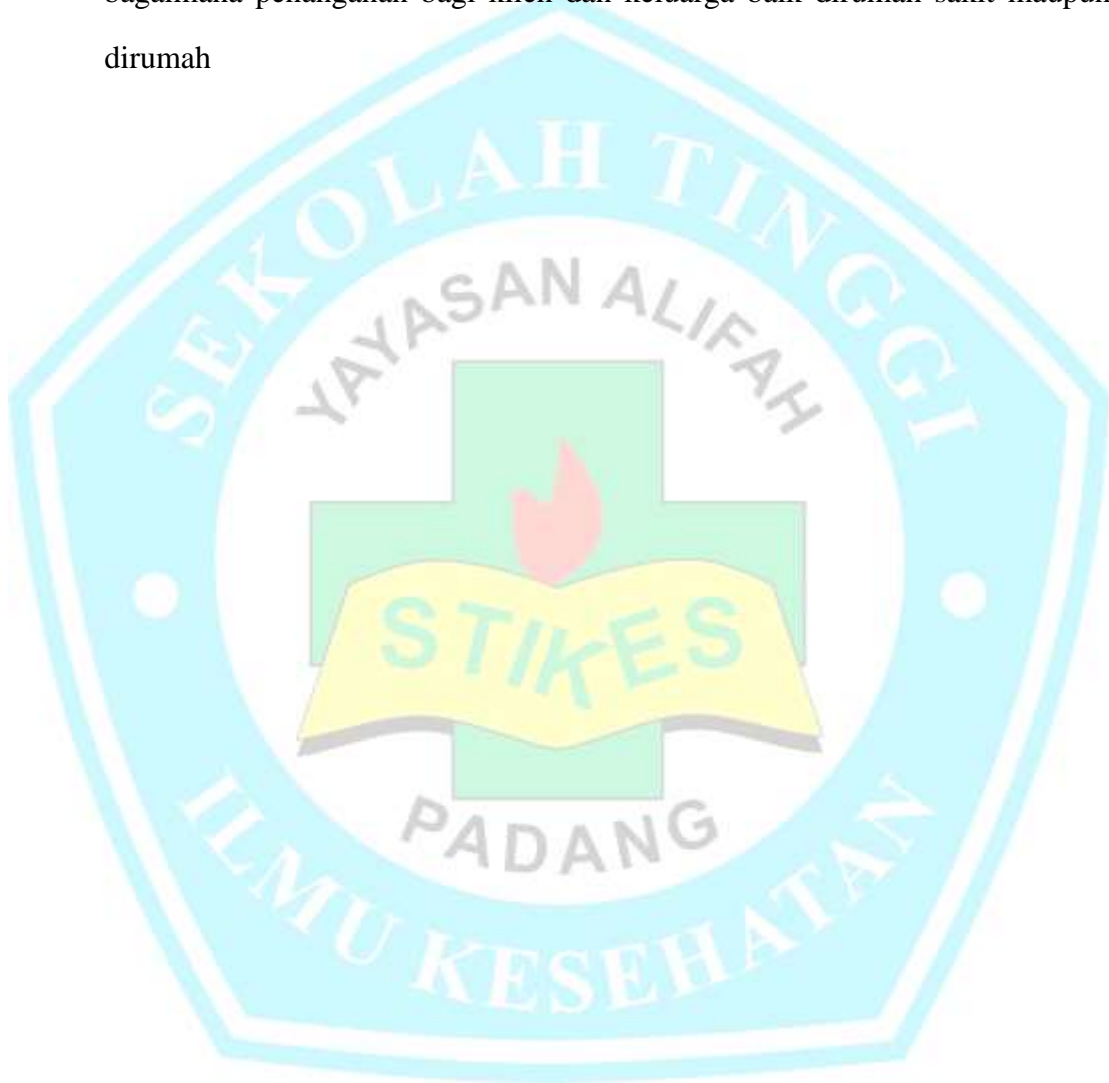 bagaimana penanganan bagi klien dan keluarga baik dirumah sakit maupun
dirumah
SEKOLAH TINGGI
YAYASAN ALIFAH
STIKES
PADANG
ILMU KESEHATAN